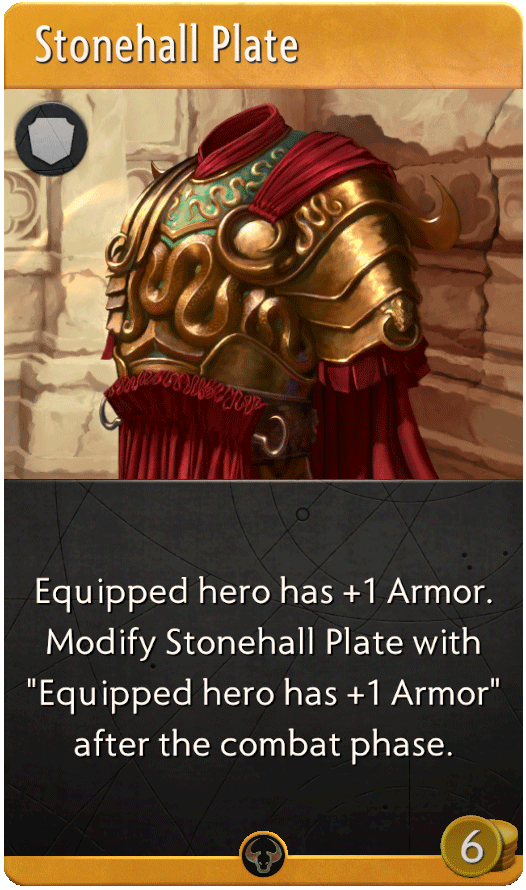 Stonehall Plate
Equipped hero has +1 Armor.
Modify Stonehall Plate with
"Equipped hero has +1 Armor"
after the combat phase.
6